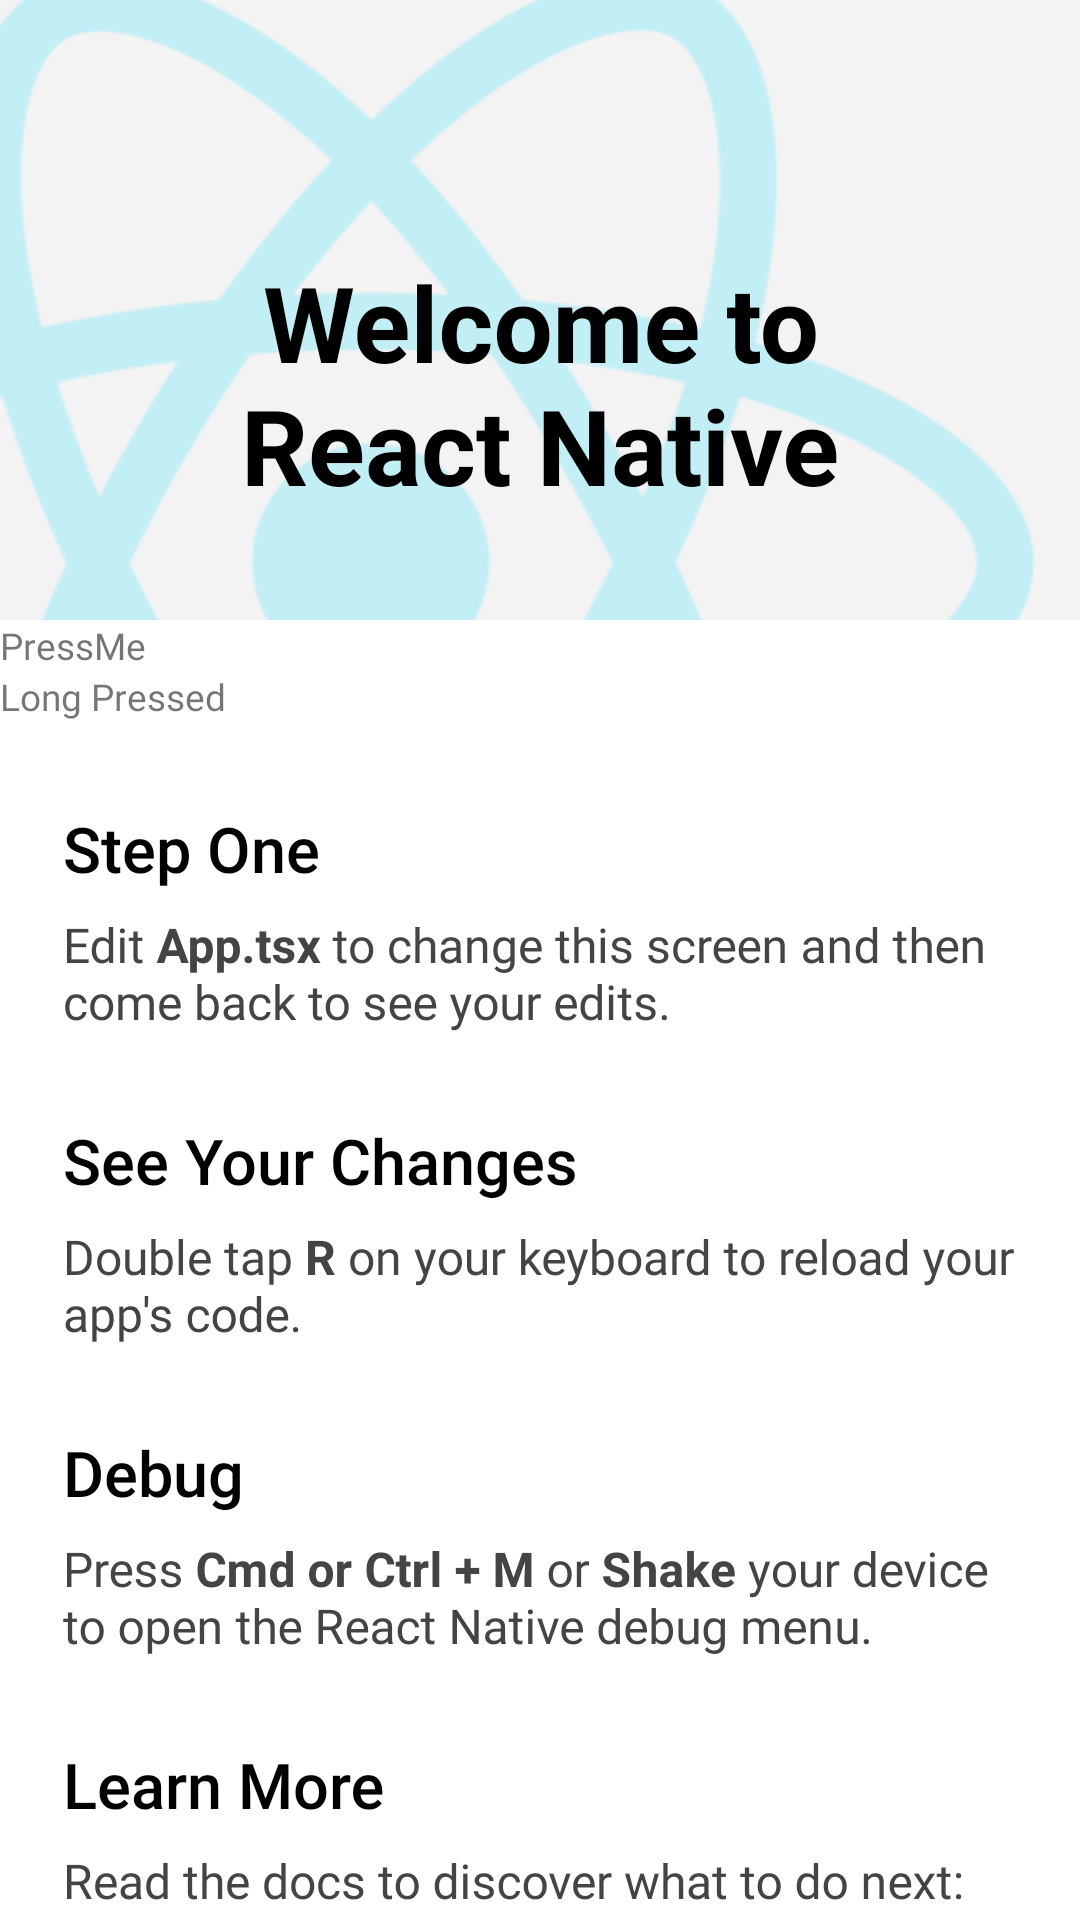 Welcome to
React Native
PressMe
Long Pressed
Step One
Edit App.tsx to change this screen and then
come back to see your edits.
See Your Changes
Double tap R on your keyboard to reload your
app's code.
Debug
Press Cmd or Ctrl + M or Shake your device
to open the React Native debug menu.
Learn More
Read the docs to discover what to do next: